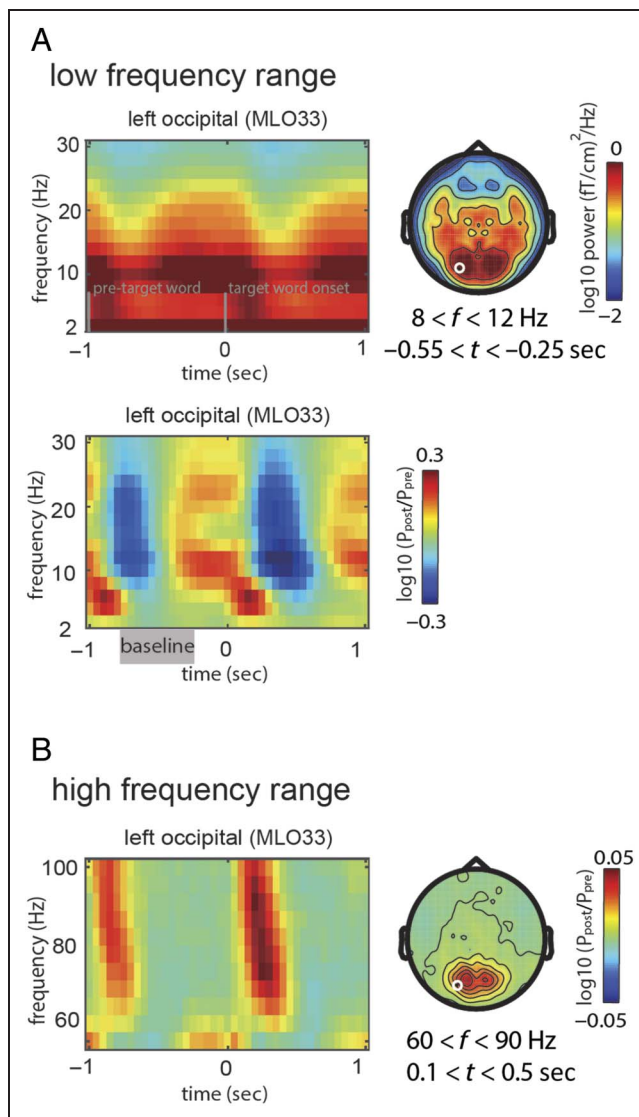 A
low frequency range
left occipital (MLO33)
30
20
10
2
frequency (Hz)
pre-target word
target word onset
−1
0
1
time (sec)
8 < f < 12 Hz
−0.55 < t < −0.25 sec
0
log10 power (fT/cm)²/Hz)
−2
left occipital (MLO33)
30
20
10
2
frequency (Hz)
−1
0
1
baseline
time (sec)
0.3
log10 (Ppost/Ppre)
−0.3
B
high frequency range
left occipital (MLO33)
100
80
60
frequency (Hz)
−1
0
1
time (sec)
60 < f < 90 Hz
0.1 < t < 0.5 sec
0.05
log10 (Ppost/Ppre)
−0.05